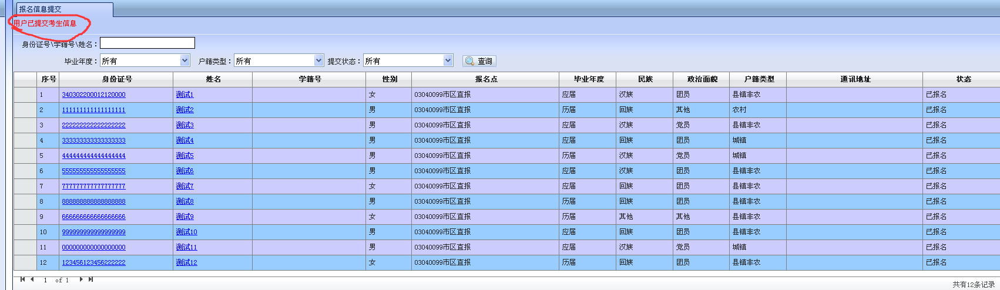 报名信息提交
用户已提交考生信息
身份证号\学籍号\姓名：
毕业年度： 所有 户籍类型： 所有 提交状态： 所有 查询
序号 身份证号 姓名 学籍号 性别 报名点 毕业年度 民族 政治面貌 户籍类型 通讯地址 状态
1 340302200012120000 测试1 女 03040099市区直报 应届 汉族 团员 县镇非农 已报名
2 111111111111111111 测试2 男 03040099市区直报 历届 回族 其他 农村 已报名
3 222222222222222222 测试3 男 03040099市区直报 应届 汉族 党员 县镇非农 已报名
4 333333333333333333 测试4 男 03040099市区直报 应届 回族 团员 城镇 已报名
5 444444444444444444 测试5 男 03040099市区直报 历届 汉族 党员 城镇 已报名
6 555555555555555555 测试6 男 03040099市区直报 应届 汉族 团员 县镇非农 已报名
7 777777777777777777 测试7 女 03040099市区直报 应届 回族 团员 县镇非农 已报名
8 888888888888888888 测试8 男 03040099市区直报 历届 回族 团员 县镇非农 已报名
9 666666666666666666 测试9 女 03040099市区直报 历届 其他 其他 县镇非农 已报名
10 999999999999999999 测试10 男 03040099市区直报 应届 回族 团员 县镇非农 已报名
11 000000000000000000 测试11 男 03040099市区直报 应届 汉族 党员 城镇 已报名
12 123456123456222222 测试12 女 03040099市区直报 历届 回族 团员 县镇非农 已报名
1 of 1
共有12条记录